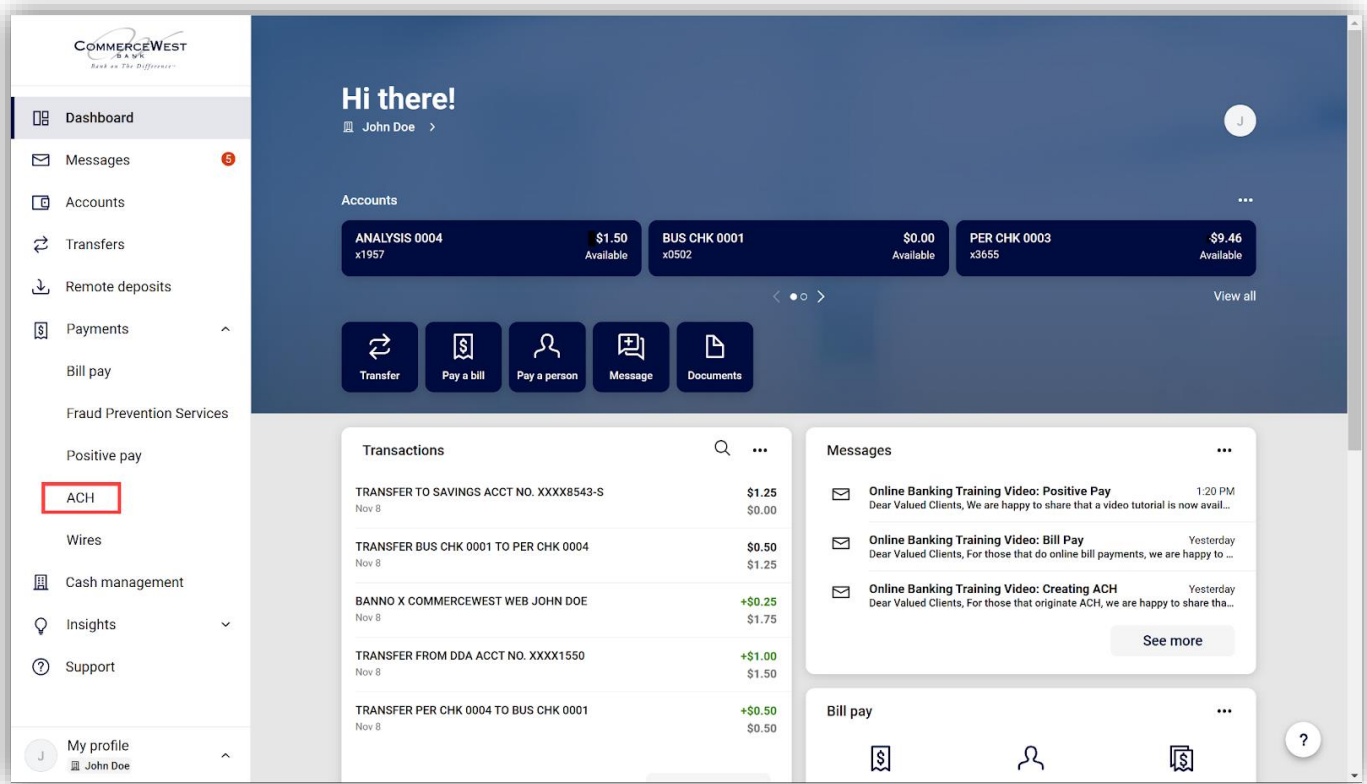 COMMERCEWEST
BANK
Bank on The Difference
Dashboard
Messages 5
Accounts
Transfers
Remote deposits
Payments
Bill pay
Fraud Prevention Services
Positive pay
ACH
Wires
Cash management
Insights
Support
J My profile
John Doe
Hi there!
John Doe
J
Accounts
ANALYSIS 0004 $1.50
x1957 Available
BUS CHK 0001 $0.00
x0502 Available
PER CHK 0003 $9.46
x3655 Available
View all
Transfer
Pay a bill
Pay a person
Message
Documents
Transactions
TRANSFER TO SAVINGS ACCT NO. XXXX8543-S $1.25
Nov 8 $0.00
TRANSFER BUS CHK 0001 TO PER CHK 0004 $0.50
Nov 8 $1.25
BANNO X COMMERCEWEST WEB JOHN DOE +$0.25
Nov 8 $1.75
TRANSFER FROM DDA ACCT NO. XXXX1550 +$1.00
Nov 8 $1.50
TRANSFER PER CHK 0004 TO BUS CHK 0001 +$0.50
Nov 8 $0.50
Messages
Online Banking Training Video: Positive Pay 1:20 PM
Dear Valued Clients, We are happy to share that a video tutorial is now avail...
Online Banking Training Video: Bill Pay Yesterday
Dear Valued Clients, For those that do online bill payments, we are happy to ...
Online Banking Training Video: Creating ACH Yesterday
Dear Valued Clients, For those that originate ACH, we are happy to share tha...
See more
Bill pay
?